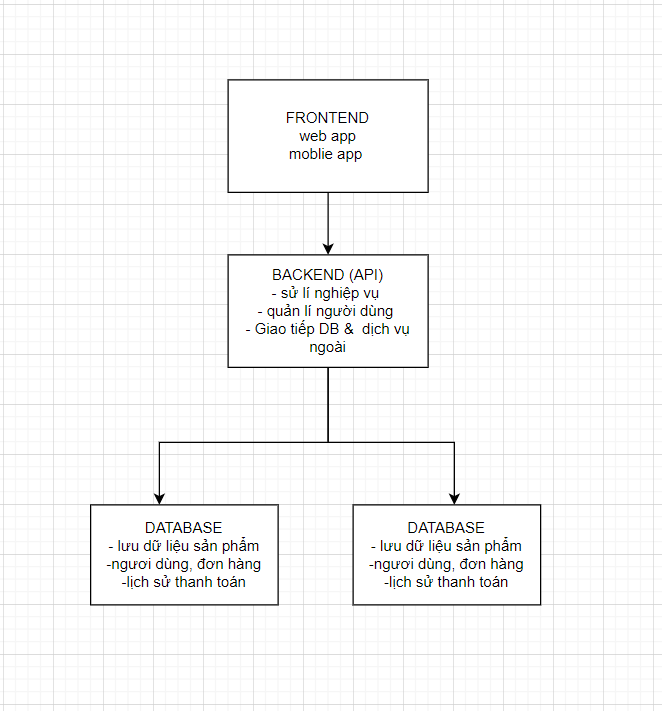 FRONTEND
web app
moblie app
BACKEND (API)
- sử lí nghiệp vụ
- quản lí người dùng
- Giao tiếp DB & dịch vụ
ngoài
DATABASE
- lưu dữ liệu sản phẩm
-ngươi dùng, đơn hàng
-lịch sử thanh toán
DATABASE
- lưu dữ liệu sản phẩm
-ngươi dùng, đơn hàng
-lịch sử thanh toán